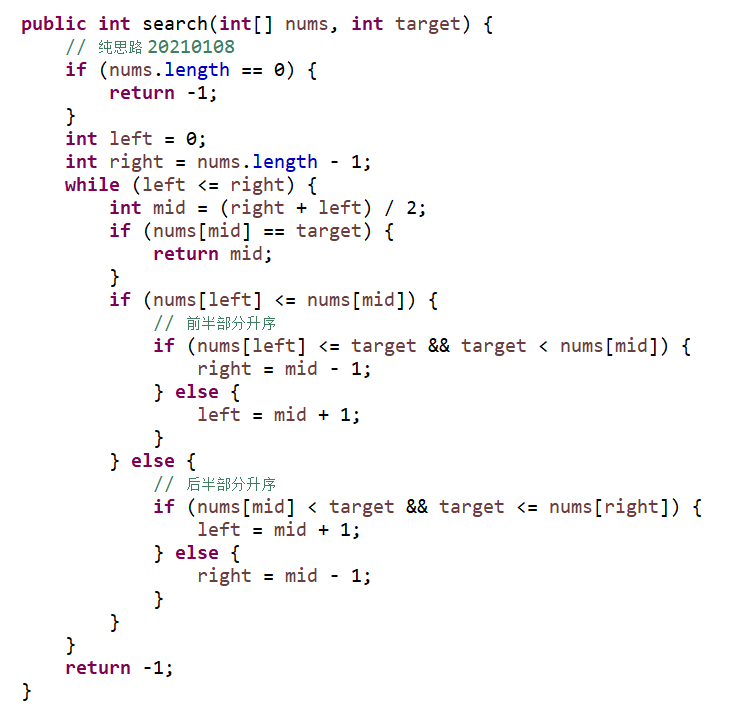 public int search(int[] nums, int target) {
    // 纯思路 20210108
    if (nums.length == 0) {
        return -1;
    }
    int left = 0;
    int right = nums.length - 1;
    while (left <= right) {
        int mid = (right + left) / 2;
        if (nums[mid] == target) {
            return mid;
        }
        if (nums[left] <= nums[mid]) {
            // 前半部分升序
            if (nums[left] <= target && target < nums[mid]) {
                right = mid - 1;
            } else {
                left = mid + 1;
            }
        } else {
            // 后半部分升序
            if (nums[mid] < target && target <= nums[right]) {
                left = mid + 1;
            } else {
                right = mid - 1;
            }
        }
    }
    return -1;
}